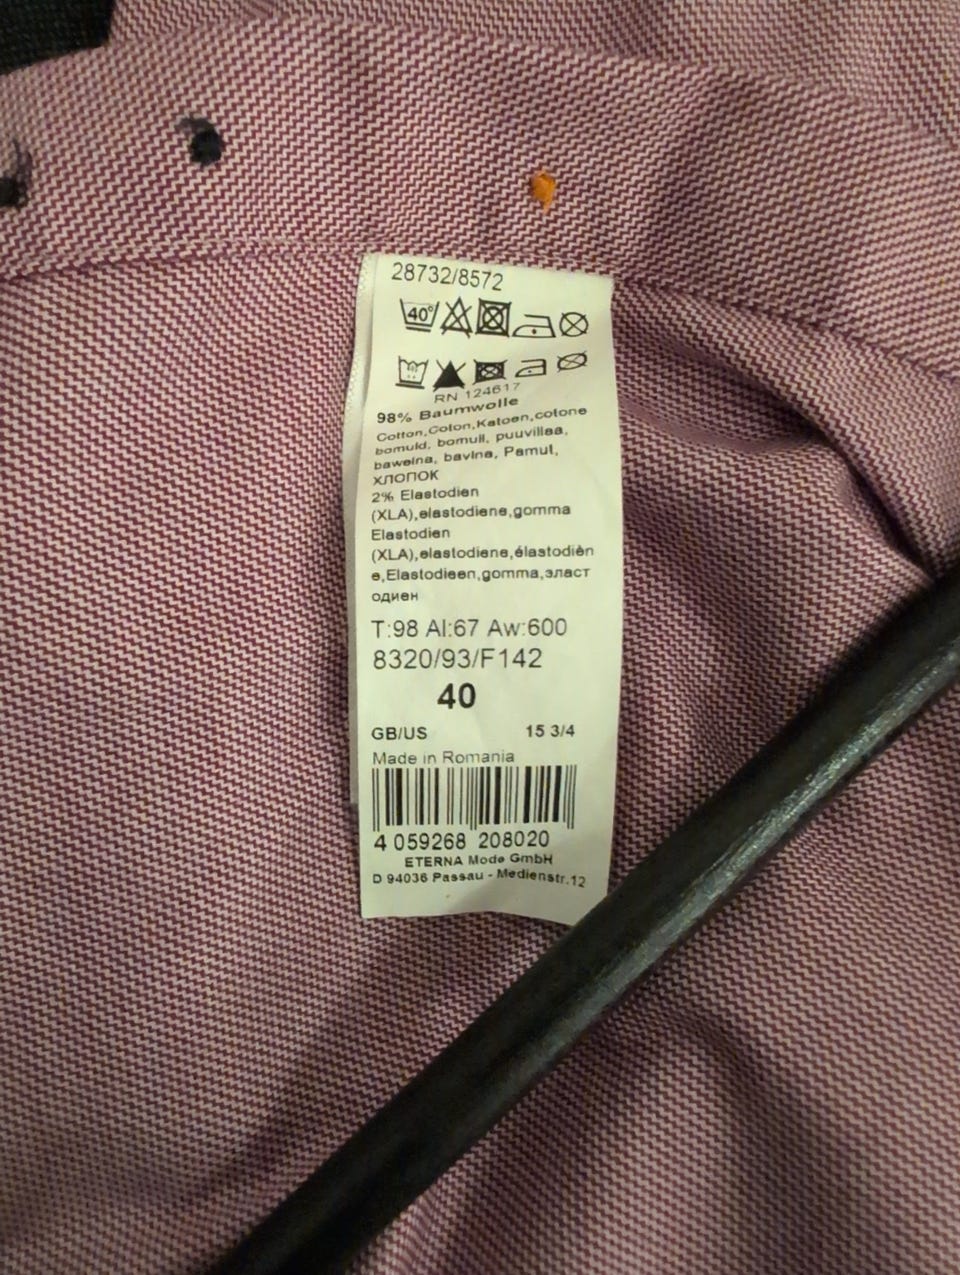 28732/8572
40°
RN 124617
98% Baumwolle
Cotton,Coton,Katoen,cotone
bomuld, bomull, puuvillaa,
bawelna, bavlna, Pamut,
ХЛОПОК
2% Elastodien
(XLA),elastodiene,gomma
Elastodien
(XLA),elastodiene,élastodièn
e,Elastodieen,gomma,эласт
одиен
T:98 Al:67 Aw:600
8320/93/F142
40
GB/US 15 3/4
Made in Romania
4 059268 208020
ETERNA Mode GmbH
D 94036 Passau - Medienstr.12